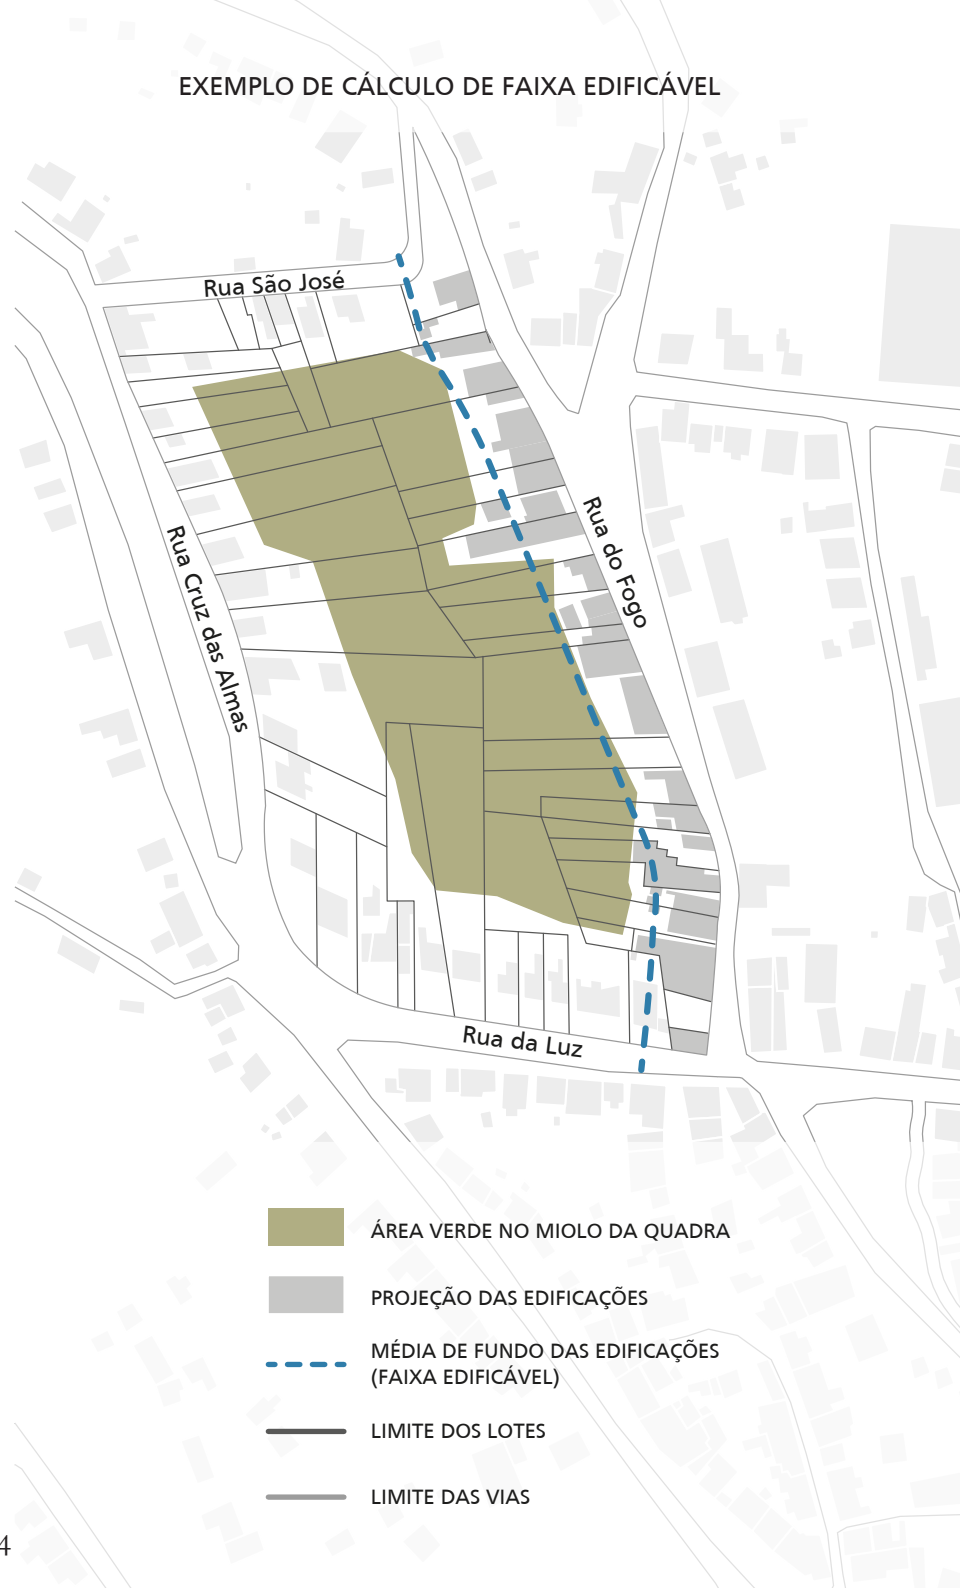 EXEMPLO DE CÁLCULO DE FAIXA EDIFICÁVEL
Rua São José
Rua do Fogo
Rua Cruz das Almas
Rua da Luz
ÁREA VERDE NO MIOLO DA QUADRA
PROJEÇÃO DAS EDIFICAÇÕES
MÉDIA DE FUNDO DAS EDIFICAÇÕES
(FAIXA EDIFICÁVEL)
LIMITE DOS LOTES
LIMITE DAS VIAS
4